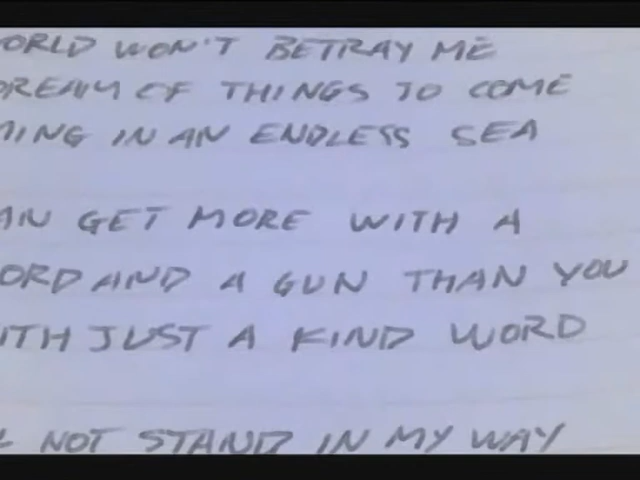 ORLD WON'T BETRAY ME
DREAM OF THINGS TO COME
MING IN AN ENDLESS SEA
AN GET MORE WITH A
ORD AND A GUN THAN YOU
ITH JUST A KIND WORD
L NOT STAND IN MY WAY